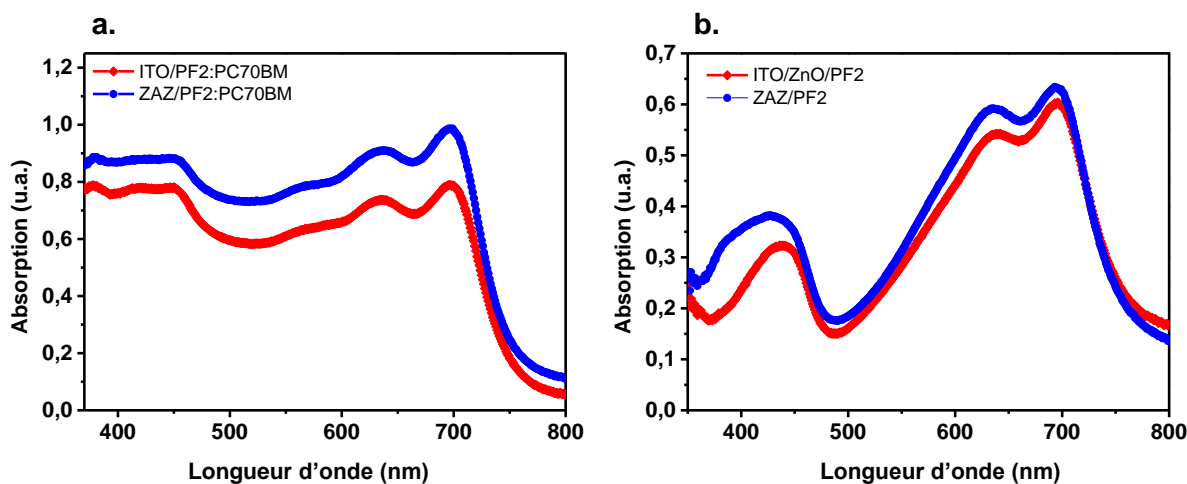 a.
ITO/PF2:PC70BM
ZAZ/PF2:PC70BM
1,2
1,0
0,8
0,6
0,4
0,2
0,0
Absorption (u.a.)
400 500 600 700 800
Longueur d’onde (nm)
b.
ITO/ZnO/PF2
ZAZ/PF2
0,7
0,6
0,5
0,4
0,3
0,2
0,1
0,0
Absorption (u.a.)
400 500 600 700 800
Longueur d’onde (nm)